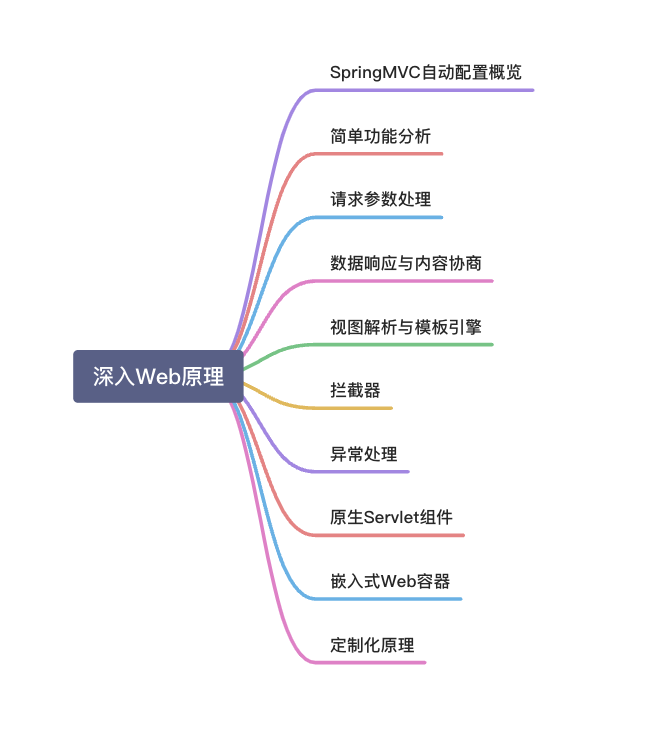 SpringMVC自动配置概览
简单功能分析
请求参数处理
数据响应与内容协商
视图解析与模板引擎
深入Web原理
拦截器
异常处理
原生Servlet组件
嵌入式Web容器
定制化原理